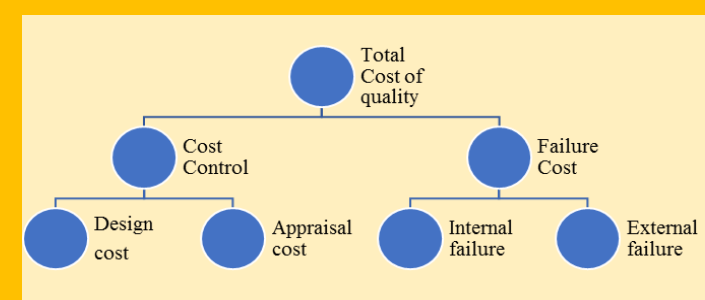 Total
Cost of
quality
Cost
Control
Failure
Cost
Design
cost
Appraisal
cost
Internal
failure
External
failure